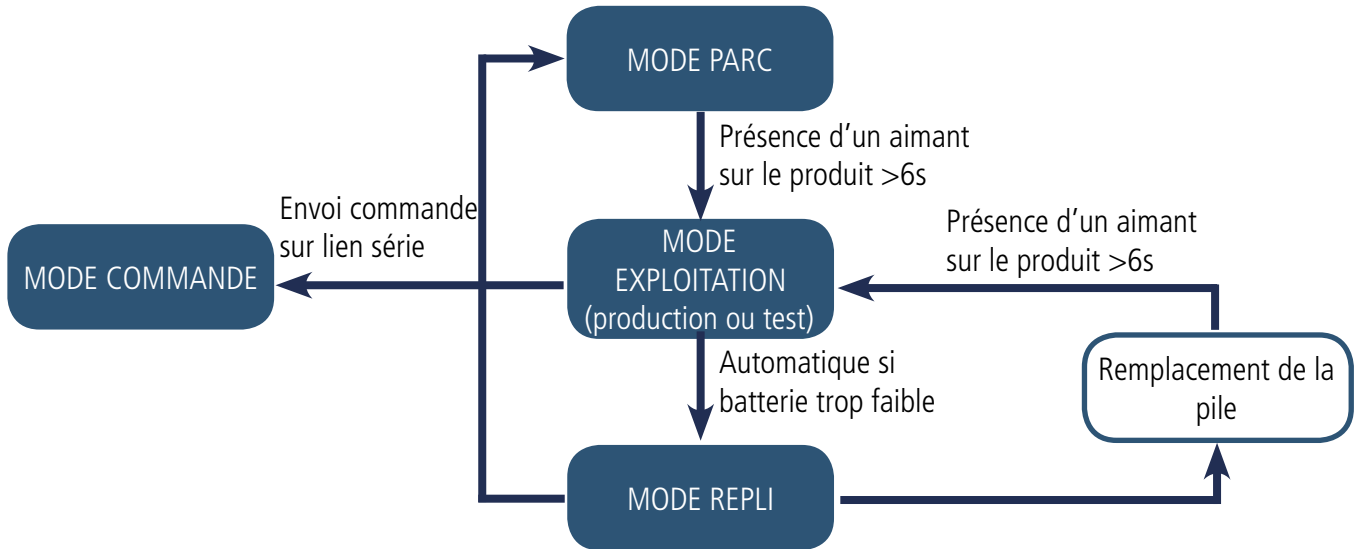 MODE PARC
Présence d’un aimant
sur le produit >6s
Envoi commande
sur lien série
MODE COMMANDE
MODE
EXPLOITATION
(production ou test)
Présence d’un aimant
sur le produit >6s
Automatique si
batterie trop faible
Remplacement de la
pile
MODE REPLI